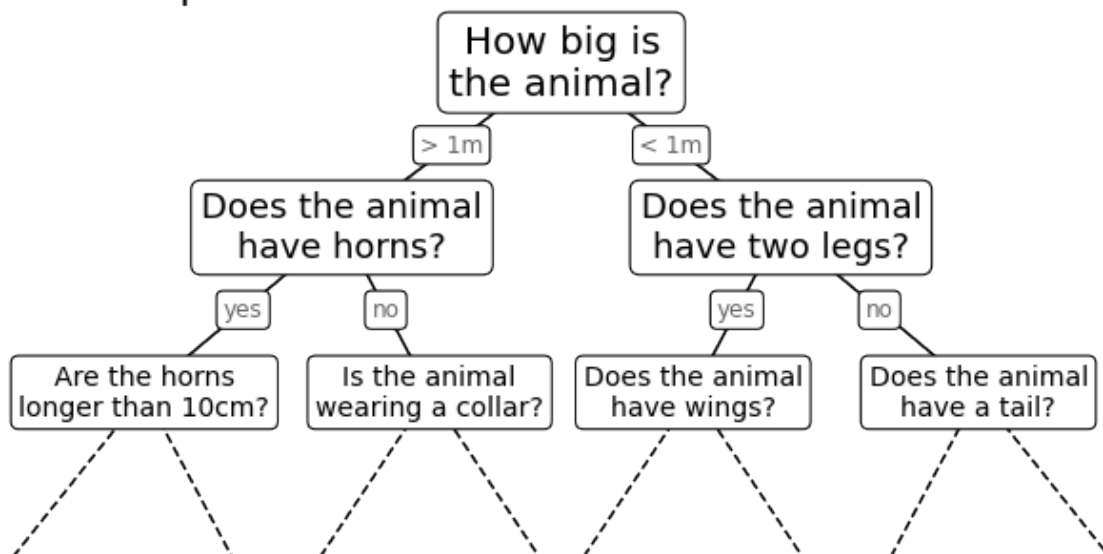 How big is
the animal?
> 1m
< 1m
Does the animal
have horns?
Does the animal
have two legs?
yes
no
yes
no
Are the horns
longer than 10cm?
Is the animal
wearing a collar?
Does the animal
have wings?
Does the animal
have a tail?